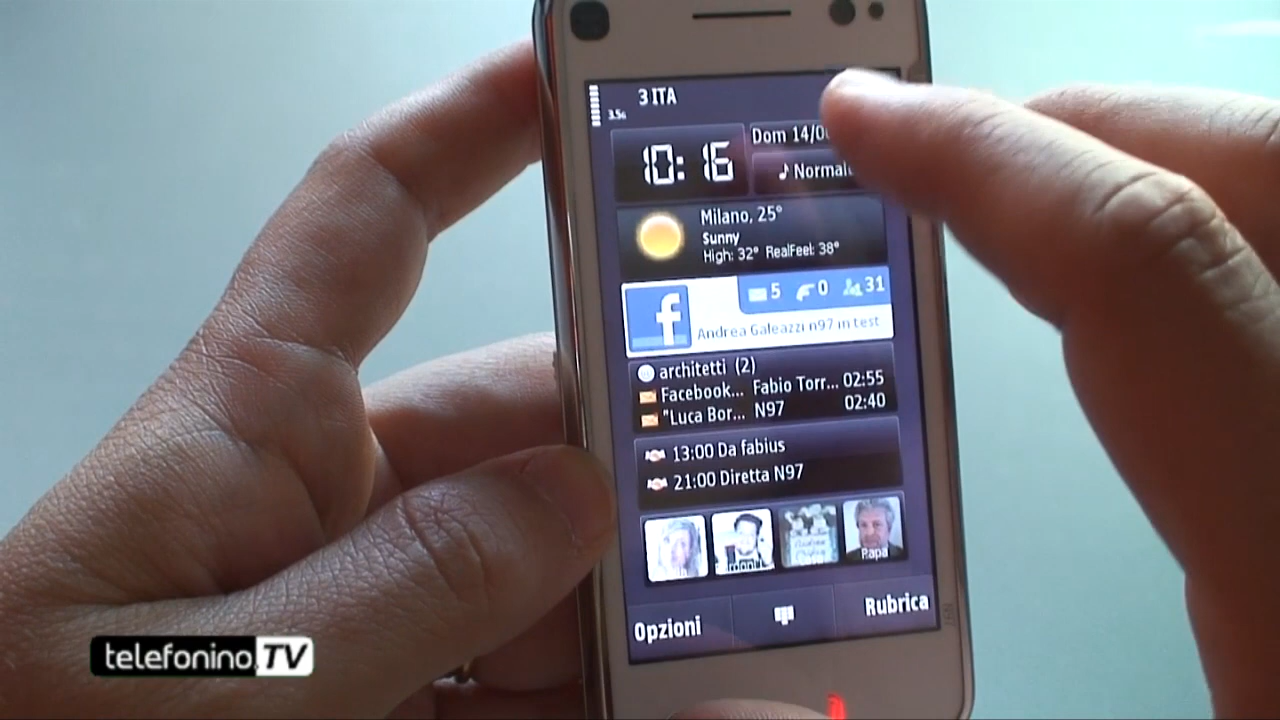 3 ITA
3.5G
10:16
Dom 14/0
Normale
Milano, 25°
Sunny
High: 32° RealFeel: 38°
5 0 31
f
Andrea Galeazzi n97 in test
architetti (2)
Facebook... Fabio Torr... 02:55
"Luca Bor... N97 02:40
13:00 Da fabius
21:00 Diretta N97
Papa
Opzioni
Rubrica
telefonino.TV